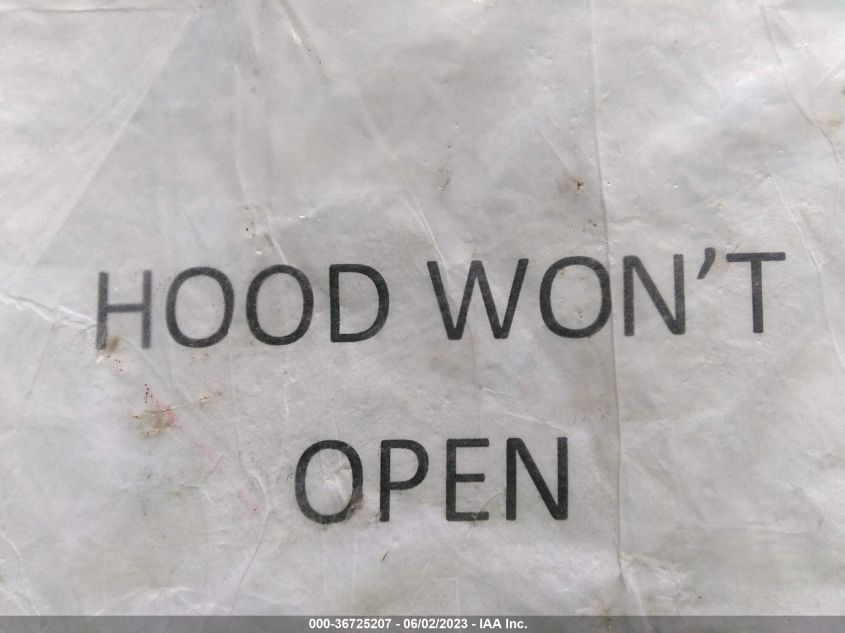 HOOD WON’T
OPEN
000-36725207 - 06/02/2023 - IAA Inc.